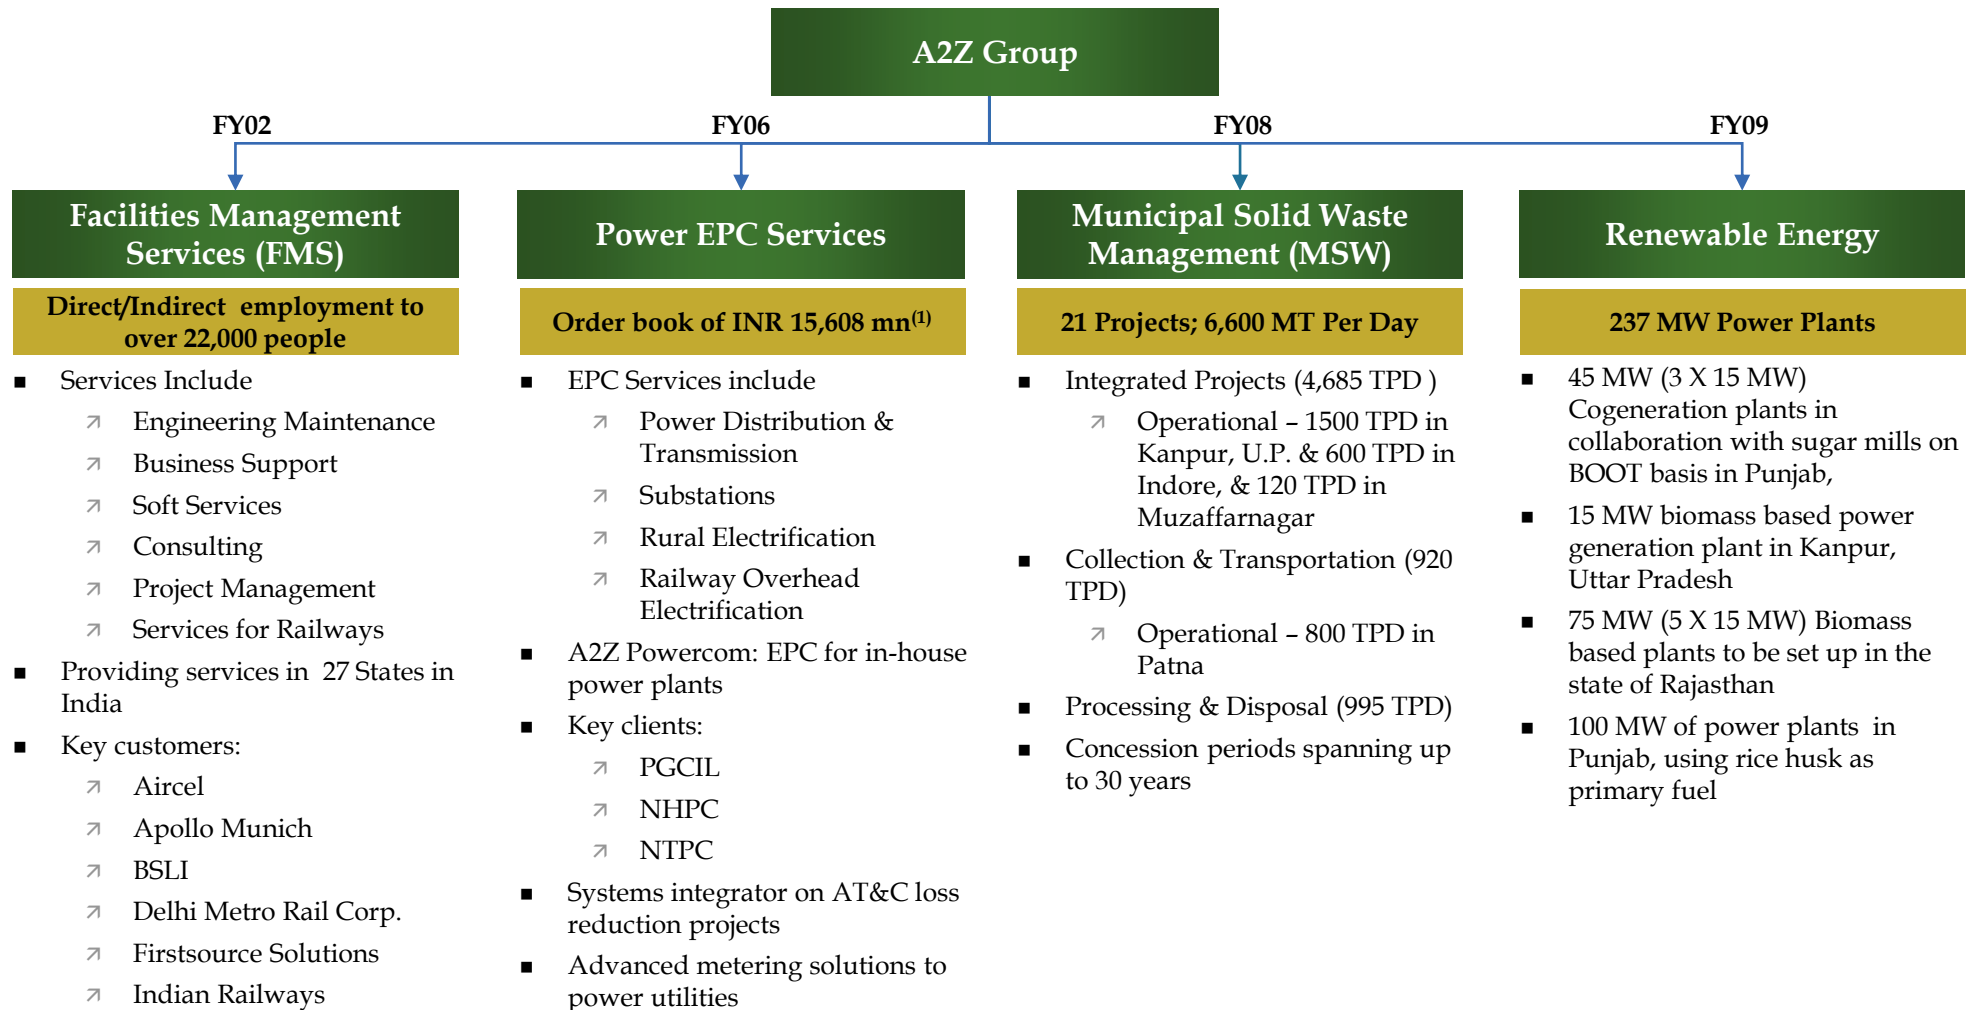 A2Z Group
FY02
FY06
FY08
FY09
Facilities Management
Services (FMS)
Direct/Indirect employment to
over 22,000 people
■ Services Include
Engineering Maintenance
Business Support
Soft Services
Consulting
Project Management
Services for Railways
■ Providing services in 27 States in
India
■ Key customers:
Aircel
Apollo Munich
BSLI
Delhi Metro Rail Corp.
Firstsource Solutions
Indian Railways
Power EPC Services
Order book of INR 15,608 mn(1)
■ EPC Services include
Power Distribution &
Transmission
Substations
Rural Electrification
Railway Overhead
Electrification
■ A2Z Powercom: EPC for in-house
power plants
■ Key clients:
PGCIL
NHPC
NTPC
■ Systems integrator on AT&C loss
reduction projects
■ Advanced metering solutions to
power utilities
Municipal Solid Waste
Management (MSW)
21 Projects; 6,600 MT Per Day
■ Integrated Projects (4,685 TPD )
Operational – 1500 TPD in
Kanpur, U.P. & 600 TPD in
Indore, & 120 TPD in
Muzaffarnagar
■ Collection & Transportation (920
TPD)
Operational – 800 TPD in
Patna
■ Processing & Disposal (995 TPD)
■ Concession periods spanning up
to 30 years
Renewable Energy
237 MW Power Plants
■ 45 MW (3 X 15 MW)
Cogeneration plants in
collaboration with sugar mills on
BOOT basis in Punjab,
■ 15 MW biomass based power
generation plant in Kanpur,
Uttar Pradesh
■ 75 MW (5 X 15 MW) Biomass
based plants to be set up in the
state of Rajasthan
■ 100 MW of power plants in
Punjab, using rice husk as
primary fuel